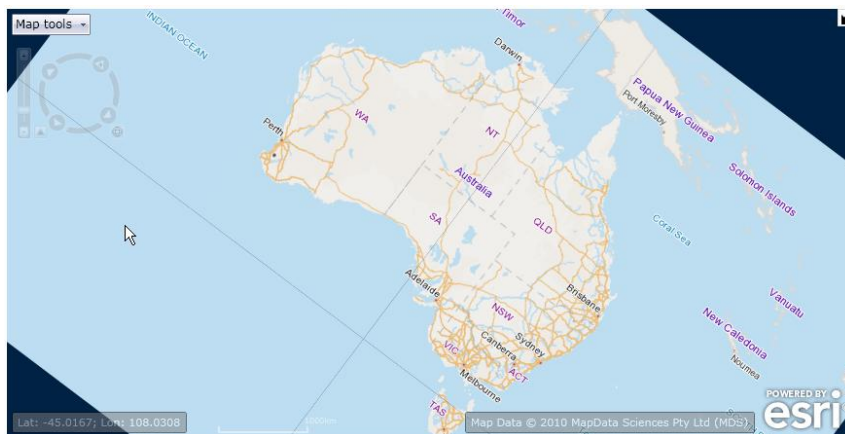 Map tools
INDIAN OCEAN
Timor
Darwin
Papua New Guinea
Port Moresby
Perth
WA
NT
Solomon Islands
Australia
SA
QLD
Coral Sea
Adelaide
Brisbane
Vanuatu
NSW
New Caledonia
Canberra
Sydney
VIC
Noumea
ACT
Melbourne
TAS
POWERED BY
esri
Lat: -45.0167; Lon: 108.0308
Map Data © 2010 MapData Sciences Pty Ltd (MDS)